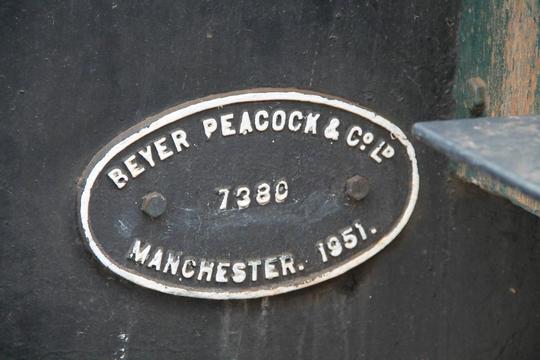 BEYER PEACOCK & CO LD
7380
MANCHESTER. 1951.